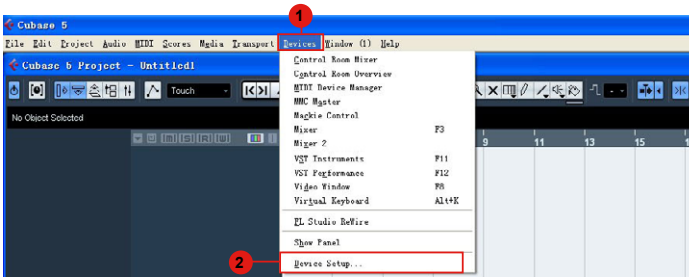 1
Cubase 5
File Edit Project Audio MIDI Scores Media Transport Devices Window (1) Help
Cubase 5 Project - Untitled1
Control Room Mixer
Control Room Overview
MIDI Device Manager
MMC Master
Mackie Control
Mixer F3
Mixer 2
VST Instruments F11
VST Performance F12
Video Window F8
Virtual Keyboard Alt+K
FL Studio ReWire
Show Panel
2 Device Setup...
Touch
No Object Selected
m S R W
9 11 13 15